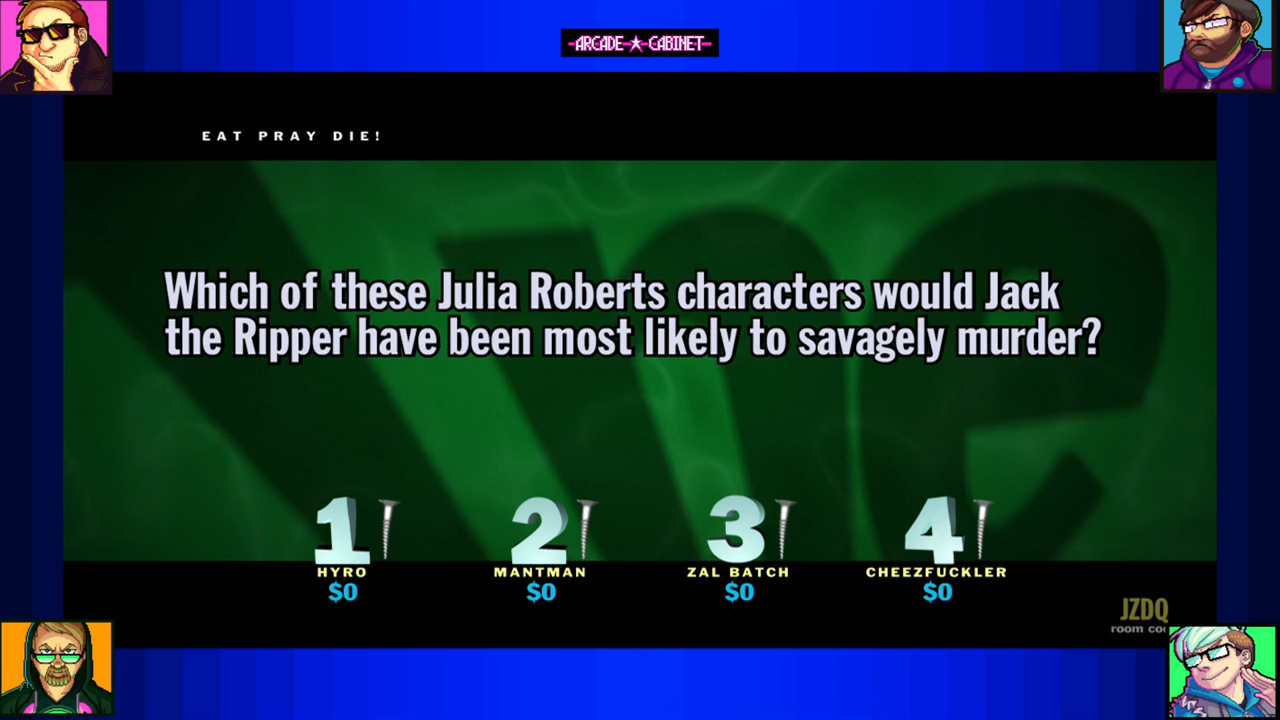 ARCADE CABINET
EAT PRAY DIE!
Which of these Julia Roberts characters would Jack
the Ripper have been most likely to savagely murder?
1 2 3 4
HYRO MANTMAN ZAL BATCH CHEEZFUCKLER
$0 $0 $0 $0
JZDQ
room